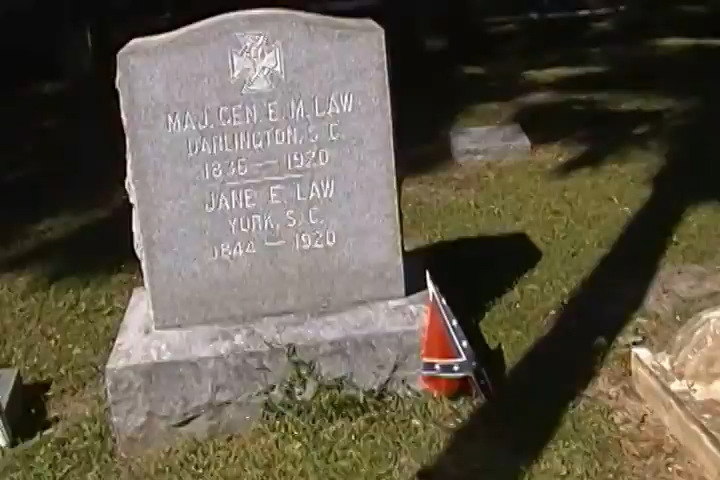 MAJ. GEN. E. M. LAW
DARLINGTON, S. C.
1836 — 1920
JANE E. LAW
YORK, S. C.
1844 — 1920